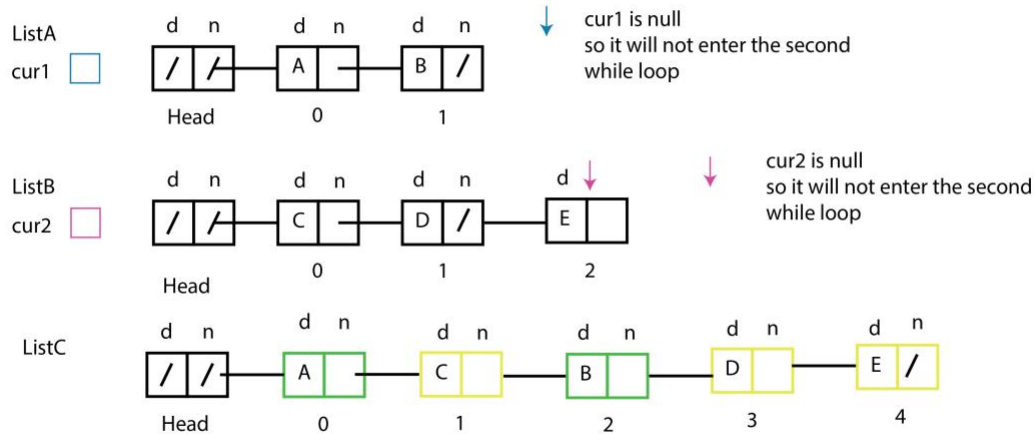 d n d n d n
ListA
cur1
/ / A B /
Head 0 1
cur1 is null
so it will not enter the second
while loop
d n d n d n d
ListB
cur2
/ / C D / E
Head 0 1 2
cur2 is null
so it will not enter the second
while loop
d n d n d n d n d n d n
ListC
/ / A C B D E /
Head 0 1 2 3 4